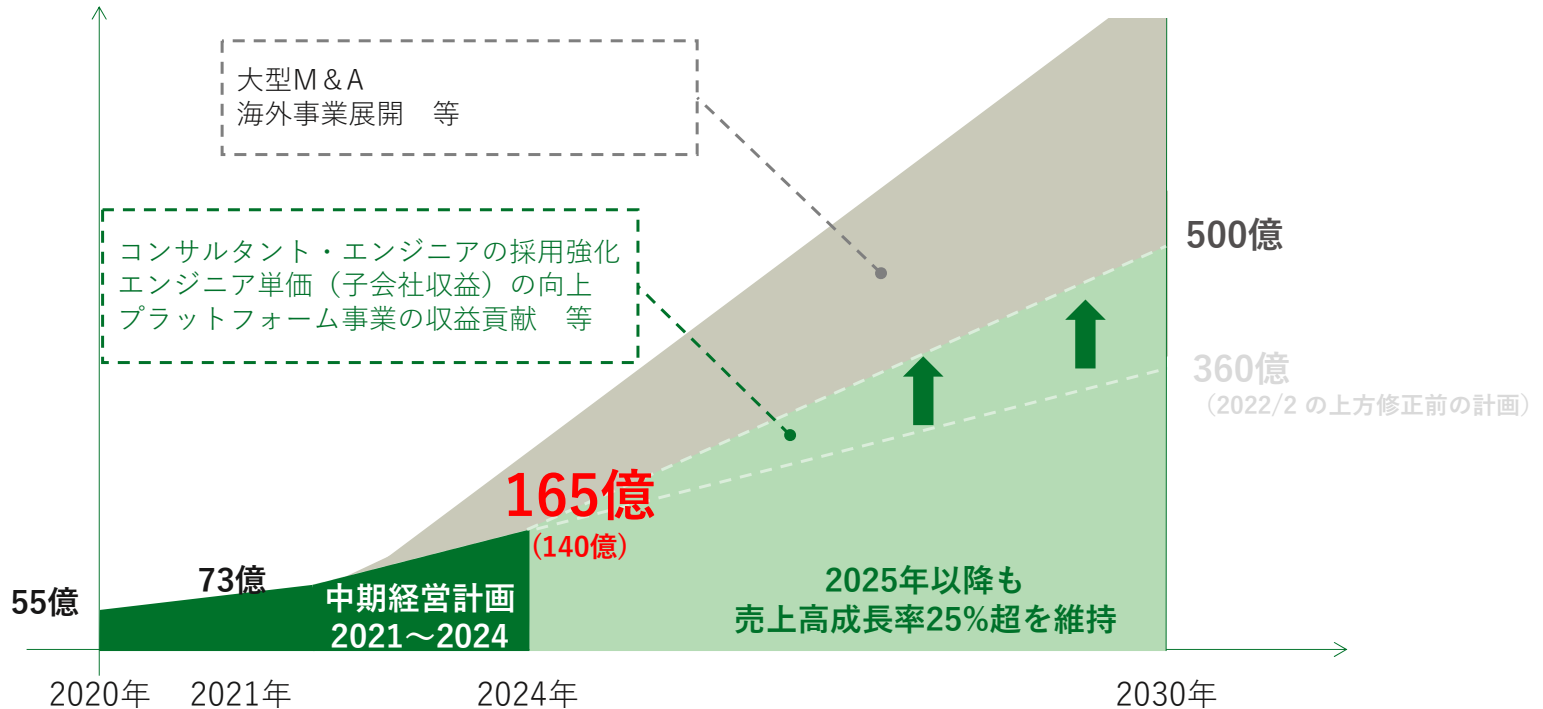 大型M＆A
海外事業展開　等
コンサルタント・エンジニアの採用強化
エンジニア単価（子会社収益）の向上
プラットフォーム事業の収益貢献　等
500億
360億
（2022/2 の上方修正前の計画）
165億
(140億)
73億
55億
中期経営計画
2021～2024
2025年以降も
売上高成長率25%超を維持
2020年
2021年
2024年
2030年